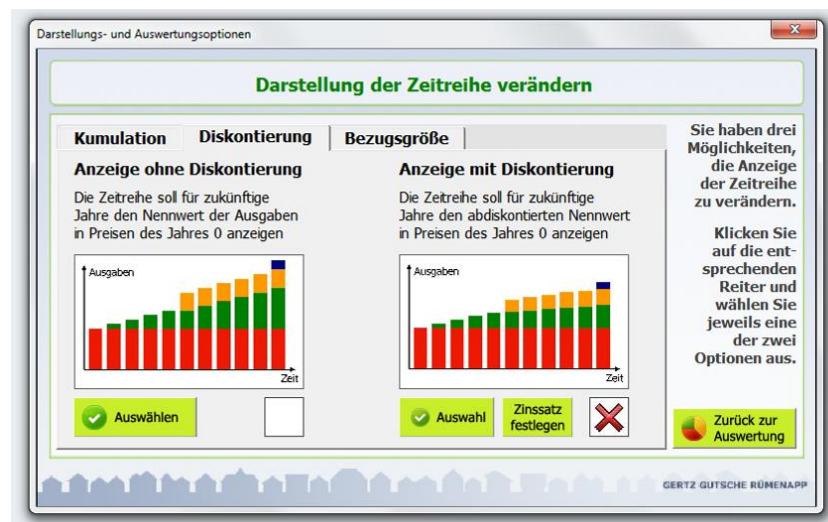 Darstellungs- und Auswertungsoptionen
Darstellung der Zeitreihe verändern
Kumulation
Diskontierung
Bezugsgröße
Anzeige ohne Diskontierung
Die Zeitreihe soll für zukünftige
Jahre den Nennwert der Ausgaben
in Preisen des Jahres 0 anzeigen
Ausgaben
Zeit
Auswählen
Anzeige mit Diskontierung
Die Zeitreihe soll für zukünftige
Jahre den abdiskontierten Nennwert
in Preisen des Jahres 0 anzeigen
Ausgaben
Zeit
Auswahl
Zinssatz
festlegen
Sie haben drei
Möglichkeiten,
die Anzeige
der Zeitreihe
zu verändern.
Klicken Sie
auf die ent-
sprechenden
Reiter und
wählen Sie
jeweils eine
der zwei
Optionen aus.
Zurück zur
Auswertung
GERTZ GUTSCHE RÜMENAPP